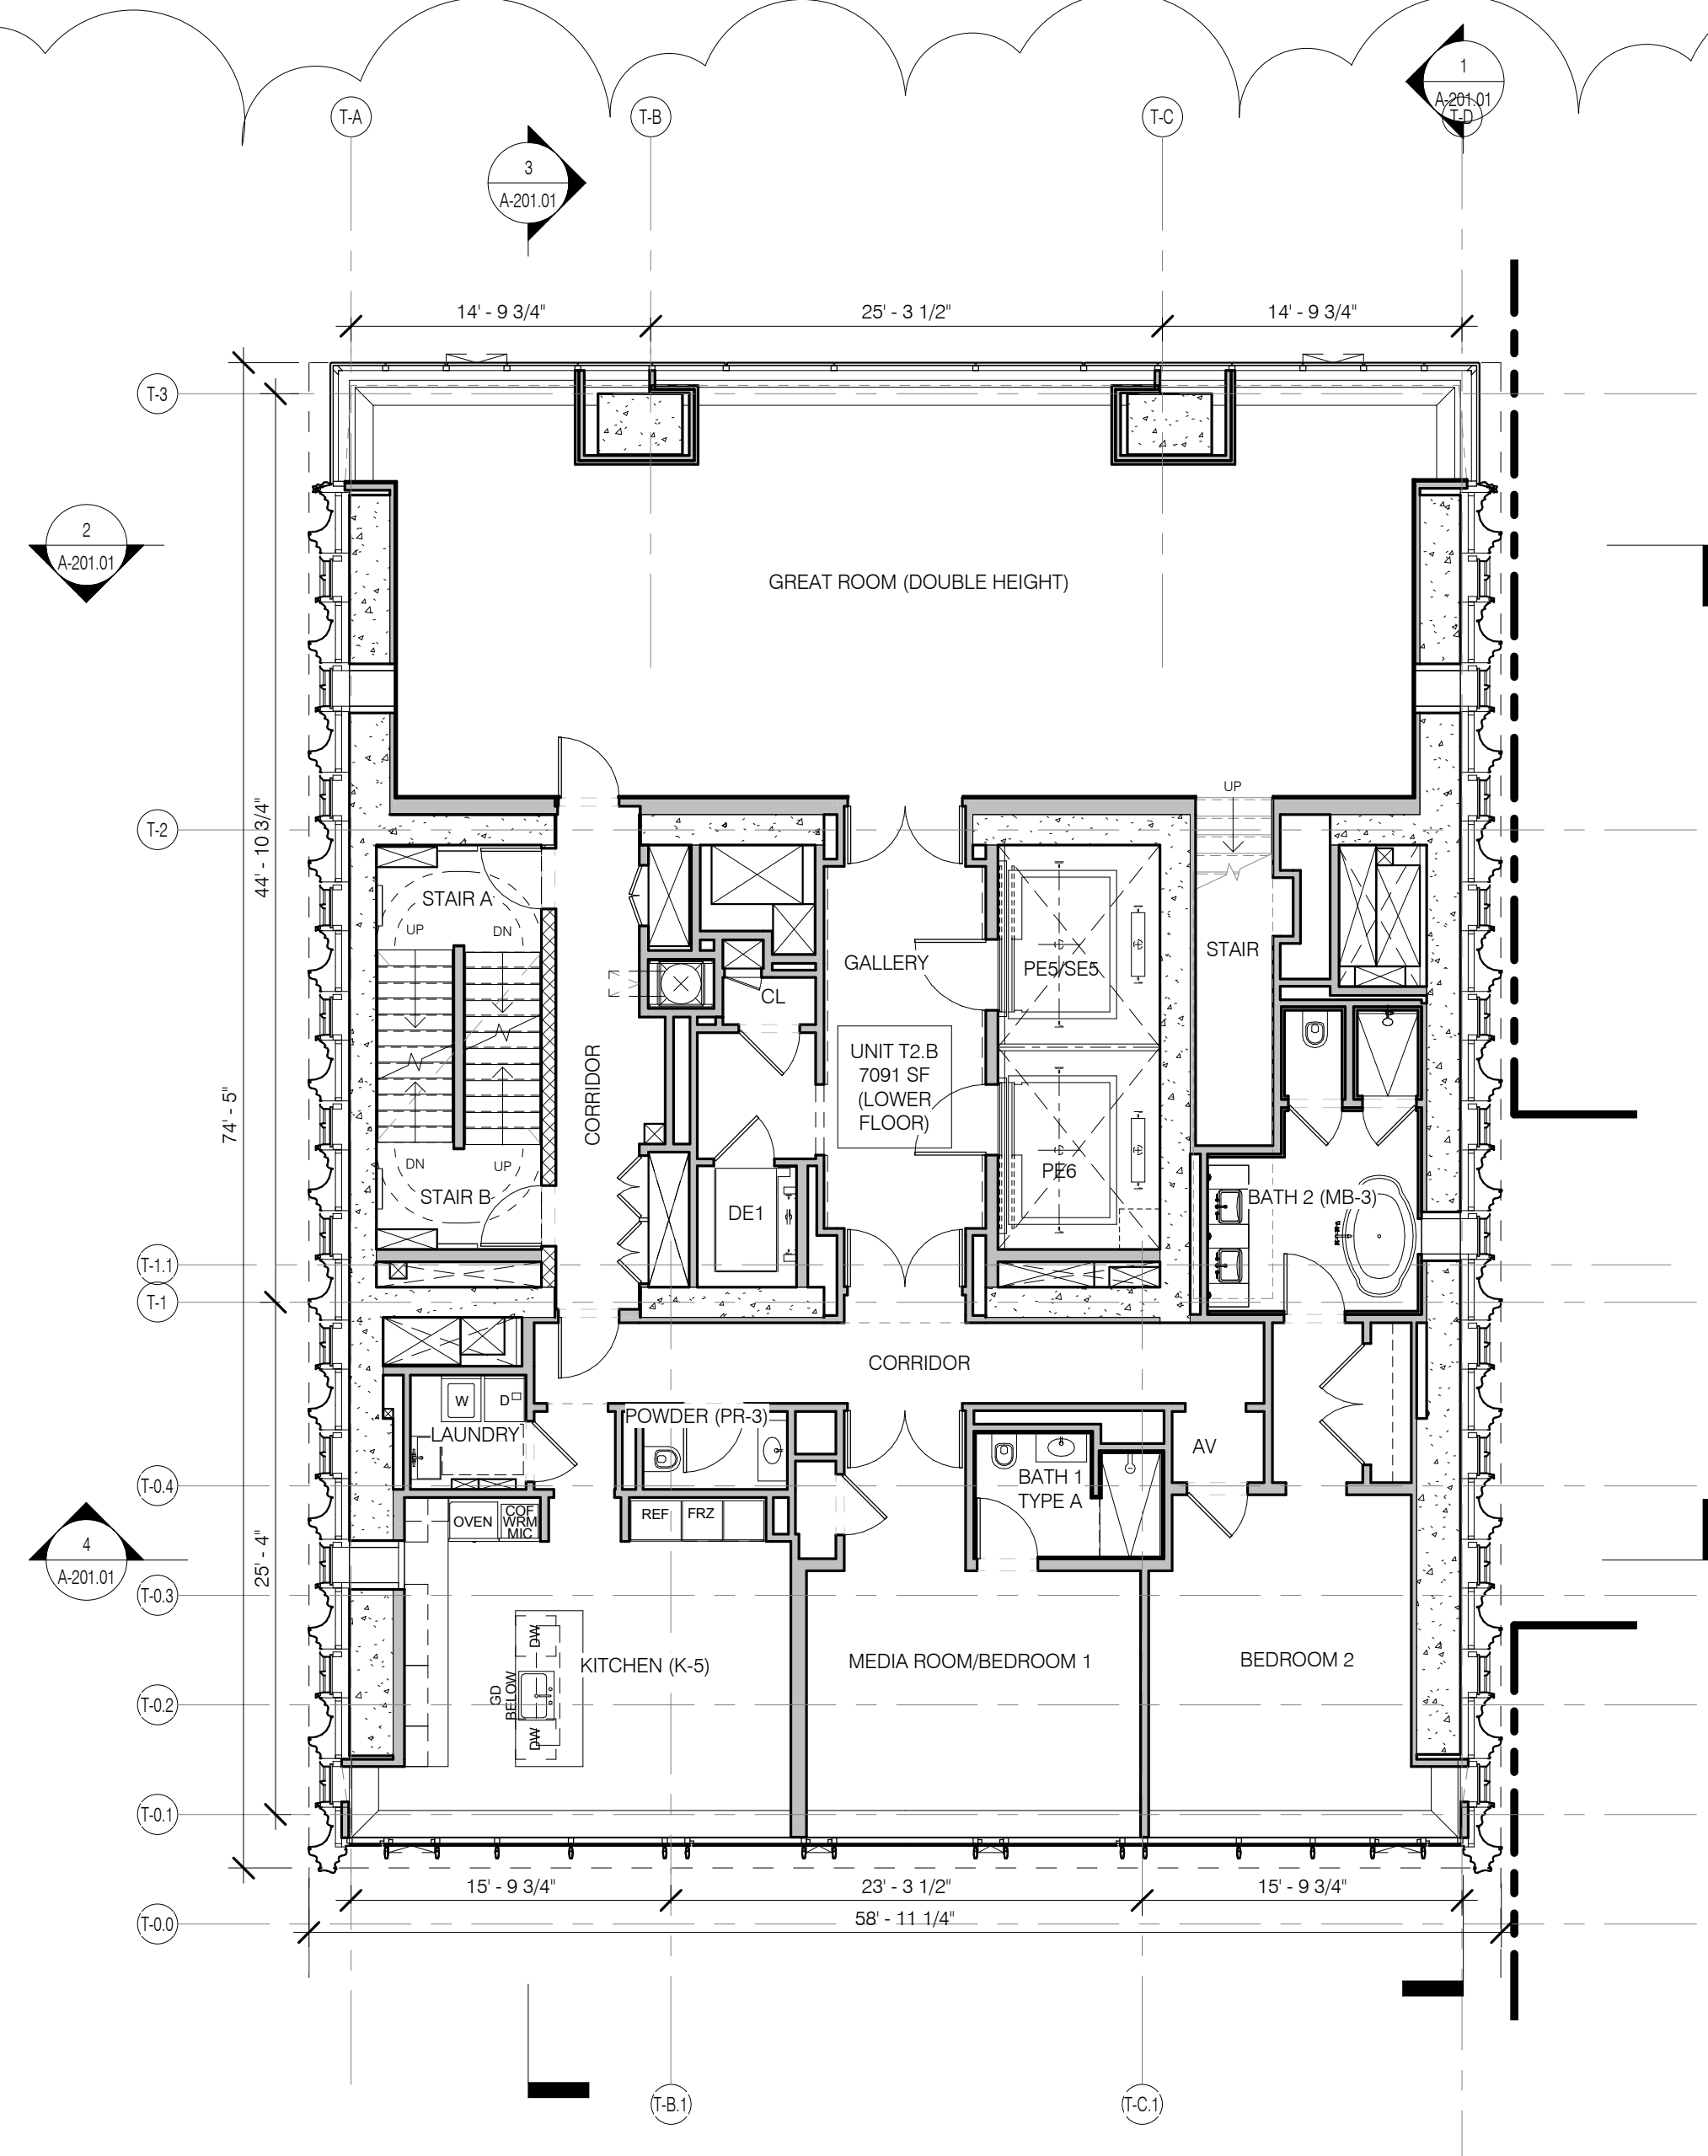 1
A-201.01
T-A
T-B
T-C
T-D
3
A-201.01
14' - 9 3/4"
25' - 3 1/2"
14' - 9 3/4"
T-3
2
A-201.01
GREAT ROOM (DOUBLE HEIGHT)
UP
T-2
44' - 10 3/4"
STAIR A
UP
DN
GALLERY
STAIR
PE5/SE5
CL
UNIT T2.B
7091 SF
(LOWER
FLOOR)
CORRIDOR
74' - 5"
DN
UP
STAIR B
PE6
BATH 2 (MB-3)
DE1
T-1.1
T-1
CORRIDOR
W
D
POWDER (PR-3)
LAUNDRY
AV
BATH 1
TYPE A
T-0.4
OVEN
COF
WRM
MIC
REF
FRZ
4
A-201.01
25' - 4"
T-0.3
DW
KITCHEN (K-5)
MEDIA ROOM/BEDROOM 1
BEDROOM 2
GD
BELOW
T-0.2
DW
T-0.1
15' - 9 3/4"
23' - 3 1/2"
15' - 9 3/4"
58' - 11 1/4"
T-0.0
T-B.1
T-C.1